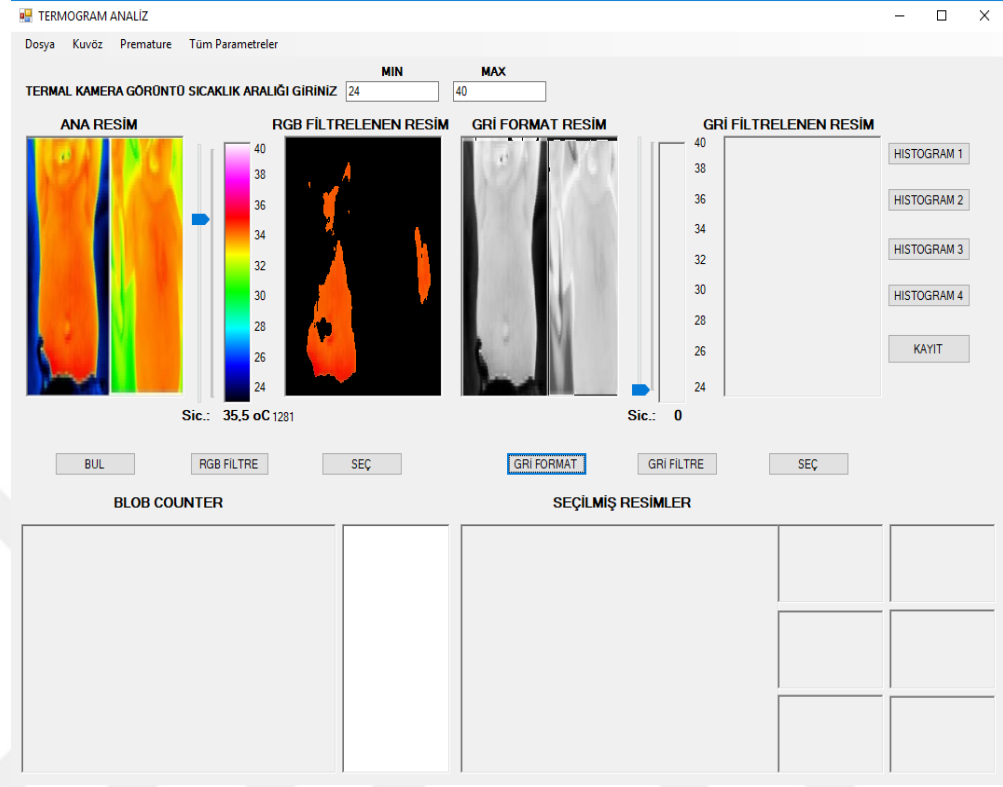 TERMOGRAM ANALİZ
Dosya Kuvöz Premature Tüm Parametreler
MIN MAX
TERMAL KAMERA GÖRÜNTÜ SICAKLIK ARALIĞI GİRİNİZ 24 40
ANA RESİM RGB FİLTRELENEN RESİM GRİ FORMAT RESİM GRİ FİLTRELENEN RESİM
40
38
36
34
32
30
28
26
24
40
38
36
34
32
30
28
26
24
HISTOGRAM 1
HISTOGRAM 2
HISTOGRAM 3
HISTOGRAM 4
KAYIT
Sic.: 35,5 oC 1281
Sic.: 0
BUL RGB FİLTRE SEÇ GRİ FORMAT GRİ FİLTRE SEÇ
BLOB COUNTER SEÇİLMİŞ RESİMLER